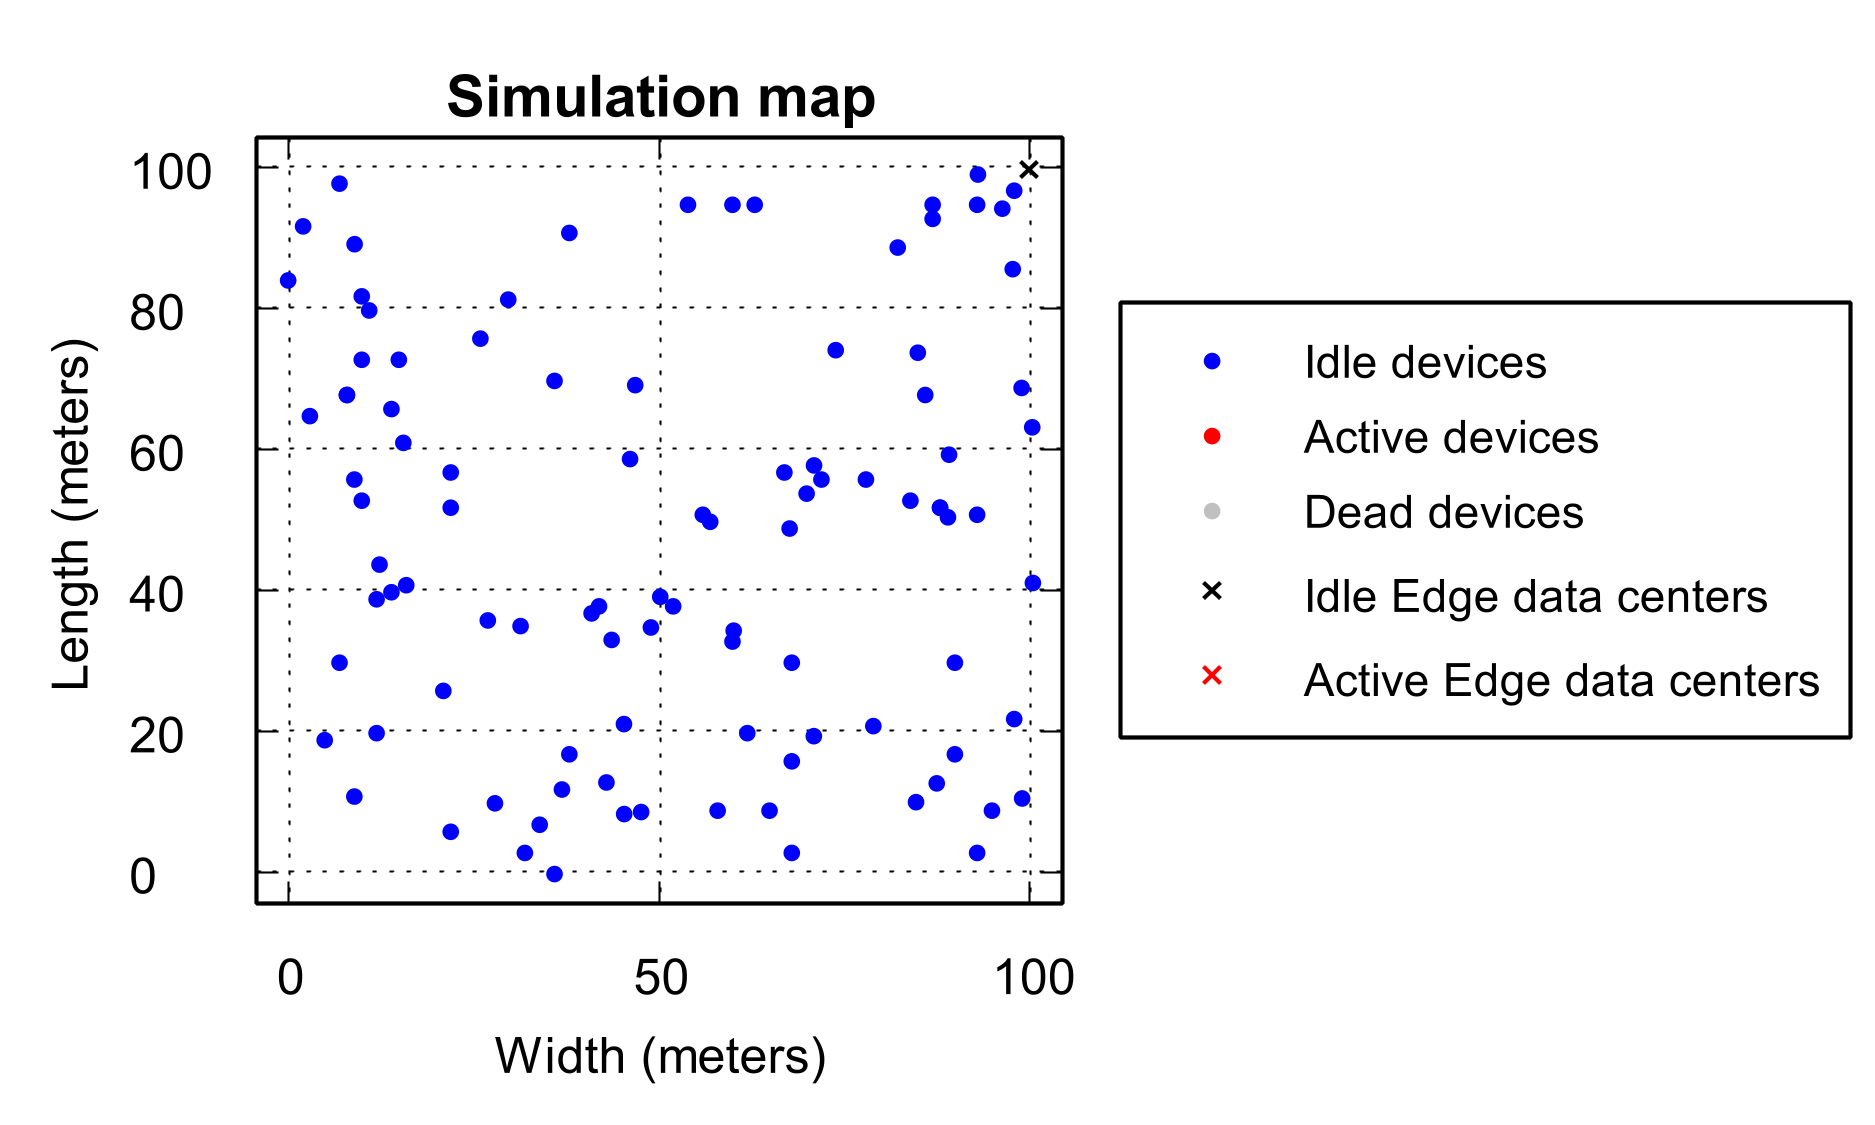 Simulation map
100
80
60
40
20
0
Length (meters)
0 50 100
Width (meters)
Idle devices
Active devices
Dead devices
Idle Edge data centers
Active Edge data centers